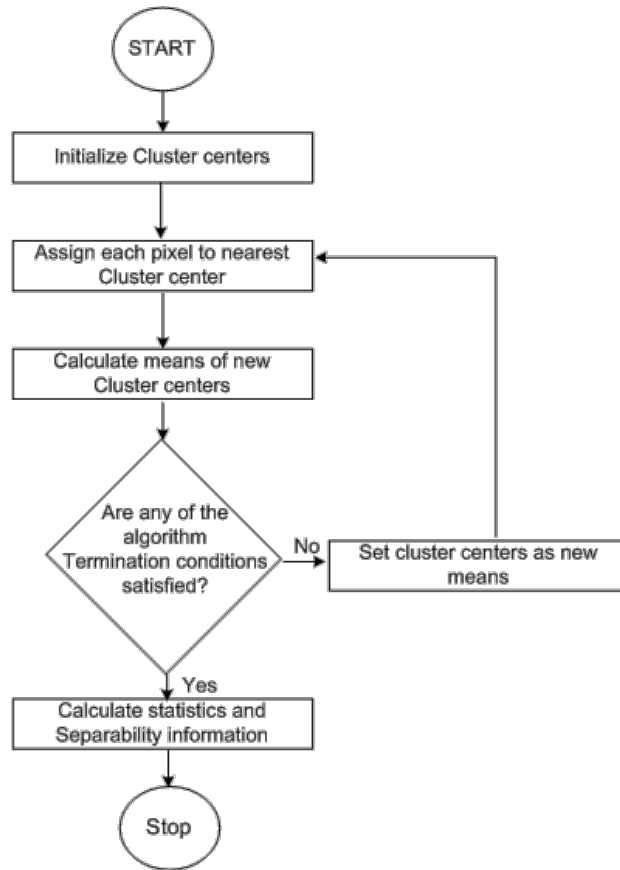 START
Initialize Cluster centers
Assign each pixel to nearest
Cluster center
Calculate means of new
Cluster centers
Are any of the
algorithm
Termination conditions
satisfied?
No
Set cluster centers as new
means
Yes
Calculate statistics and
Separability information
Stop